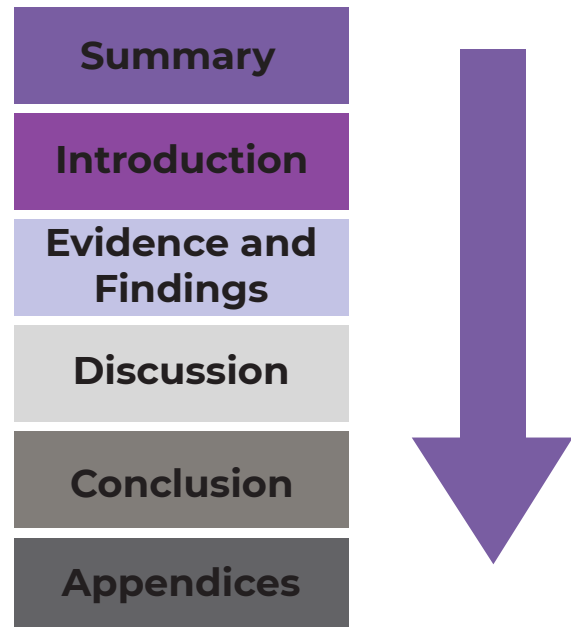 Summary
Introduction
Evidence and
Findings
Discussion
Conclusion
Appendices